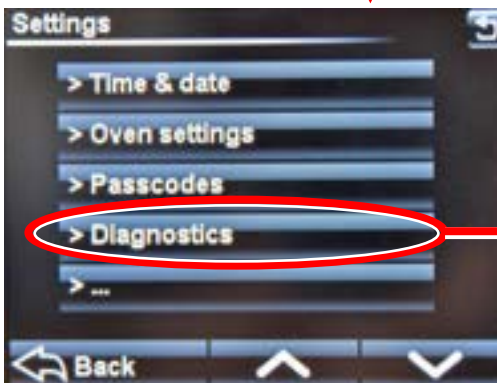 Settings
> Time & date
> Oven settings
> Passcodes
> Diagnostics
> ...
Back